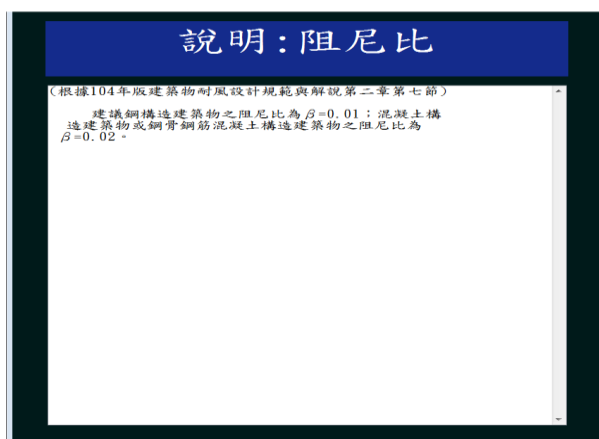 說明:阻尼比
(根據104年版建築物耐風設計規範與解說第二章第七節)
建議鋼構造建築物之阻尼比為β=0.01；混凝土構
造建築物或鋼骨鋼筋混凝土構造建築物之阻尼比為
β=0.02。